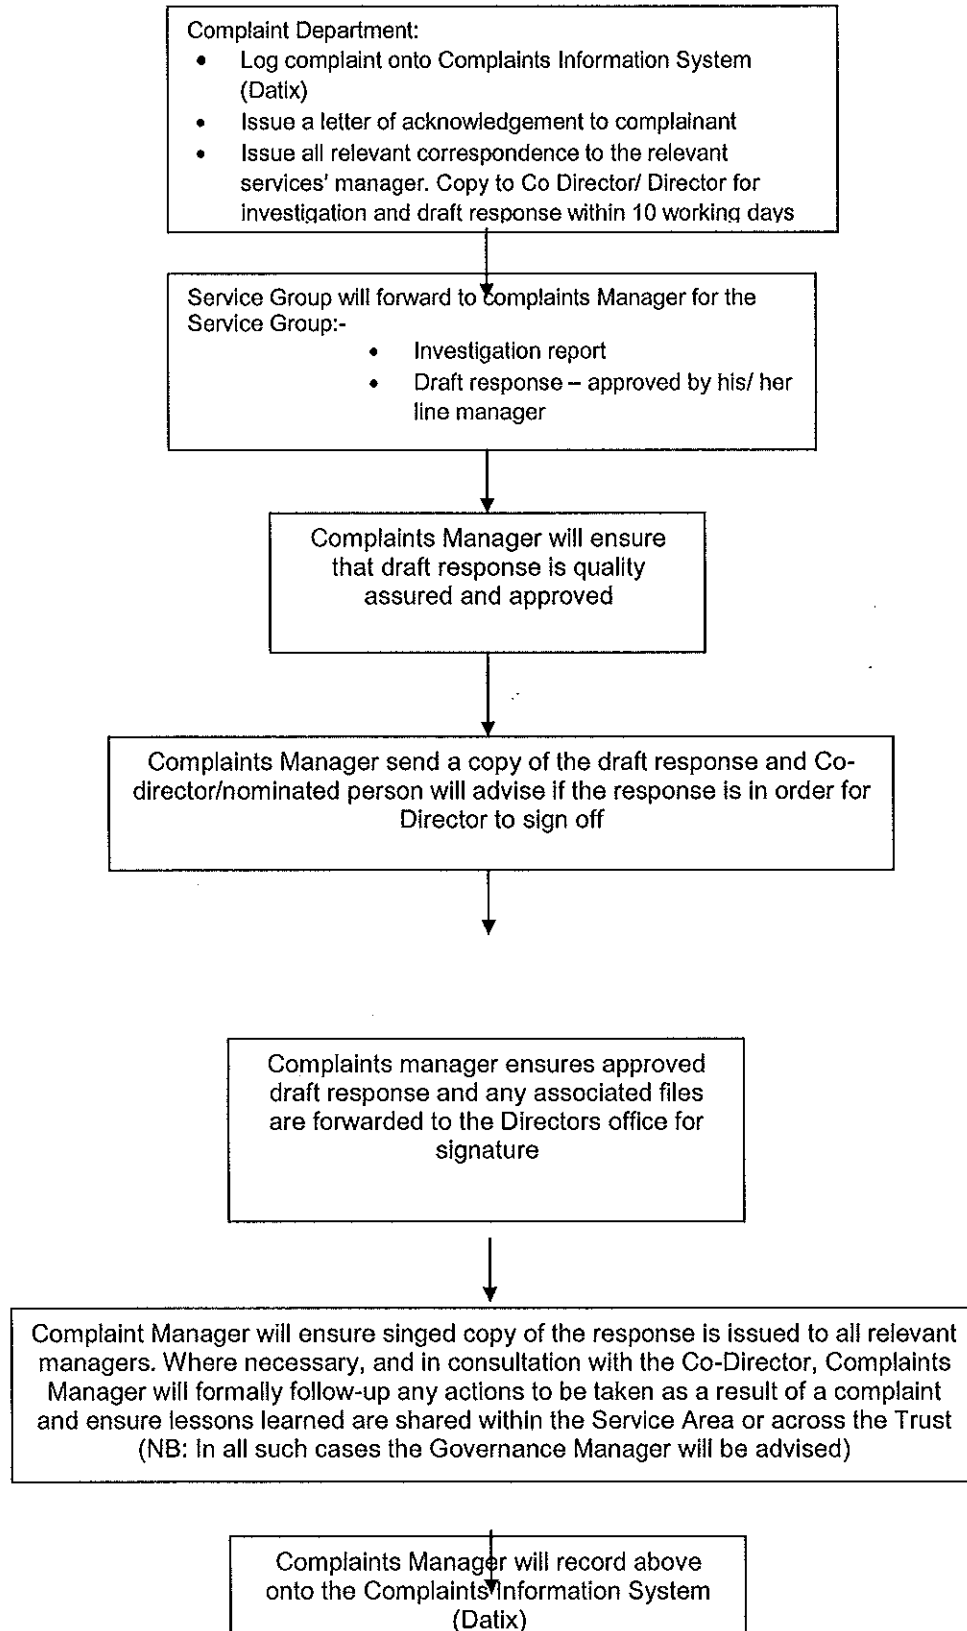 Complaint Department:
• Log complaint onto Complaints Information System
(Datix)
• Issue a letter of acknowledgement to complainant
• Issue all relevant correspondence to the relevant
services' manager. Copy to Co Director/ Director for
investigation and draft response within 10 working days
Service Group will forward to complaints Manager for the
Service Group:-
• Investigation report
• Draft response – approved by his/ her
line manager
Complaints Manager will ensure
that draft response is quality
assured and approved
Complaints Manager send a copy of the draft response and Co-
director/nominated person will advise if the response is in order for
Director to sign off
Complaints manager ensures approved
draft response and any associated files
are forwarded to the Directors office for
signature
Complaint Manager will ensure singed copy of the response is issued to all relevant
managers. Where necessary, and in consultation with the Co-Director, Complaints
Manager will formally follow-up any actions to be taken as a result of a complaint
and ensure lessons learned are shared within the Service Area or across the Trust
(NB: In all such cases the Governance Manager will be advised)
Complaints Manager will record above
onto the Complaints Information System
(Datix)